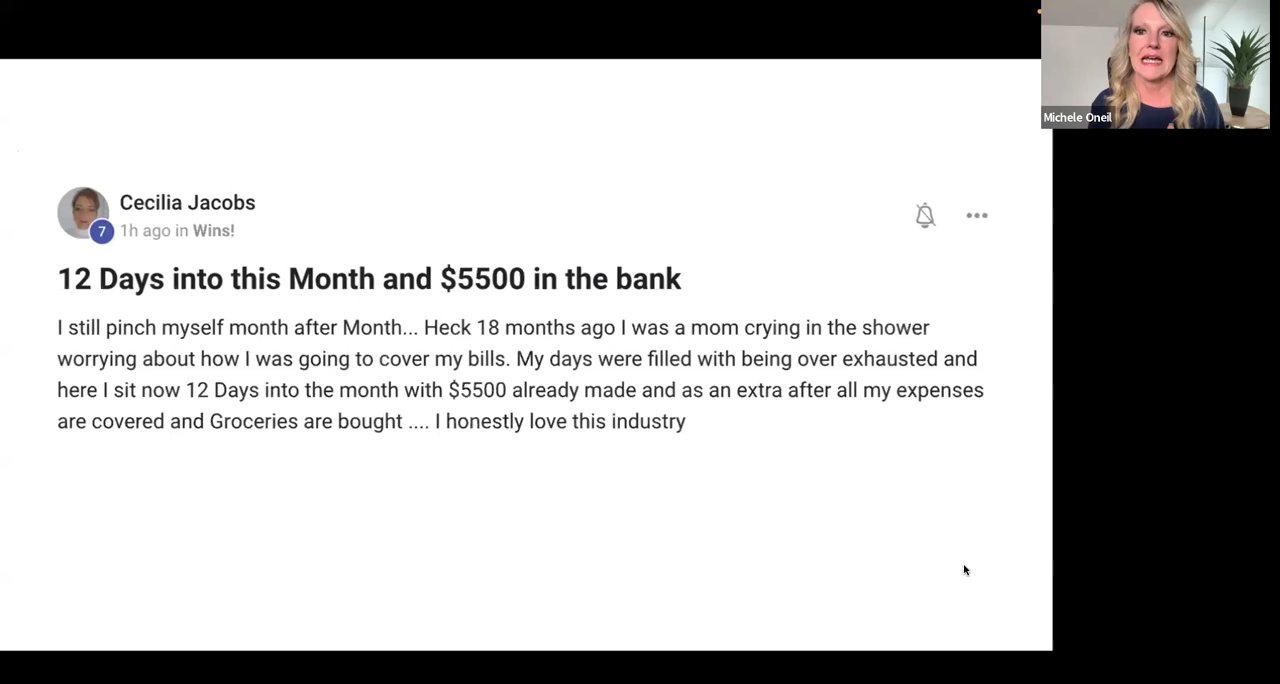 Michele Oneil
Cecilia Jacobs
7
1h ago in Wins!
12 Days into this Month and $5500 in the bank
I still pinch myself month after Month... Heck 18 months ago I was a mom crying in the shower
worrying about how I was going to cover my bills. My days were filled with being over exhausted and
here I sit now 12 Days into the month with $5500 already made and as an extra after all my expenses
are covered and Groceries are bought .... I honestly love this industry